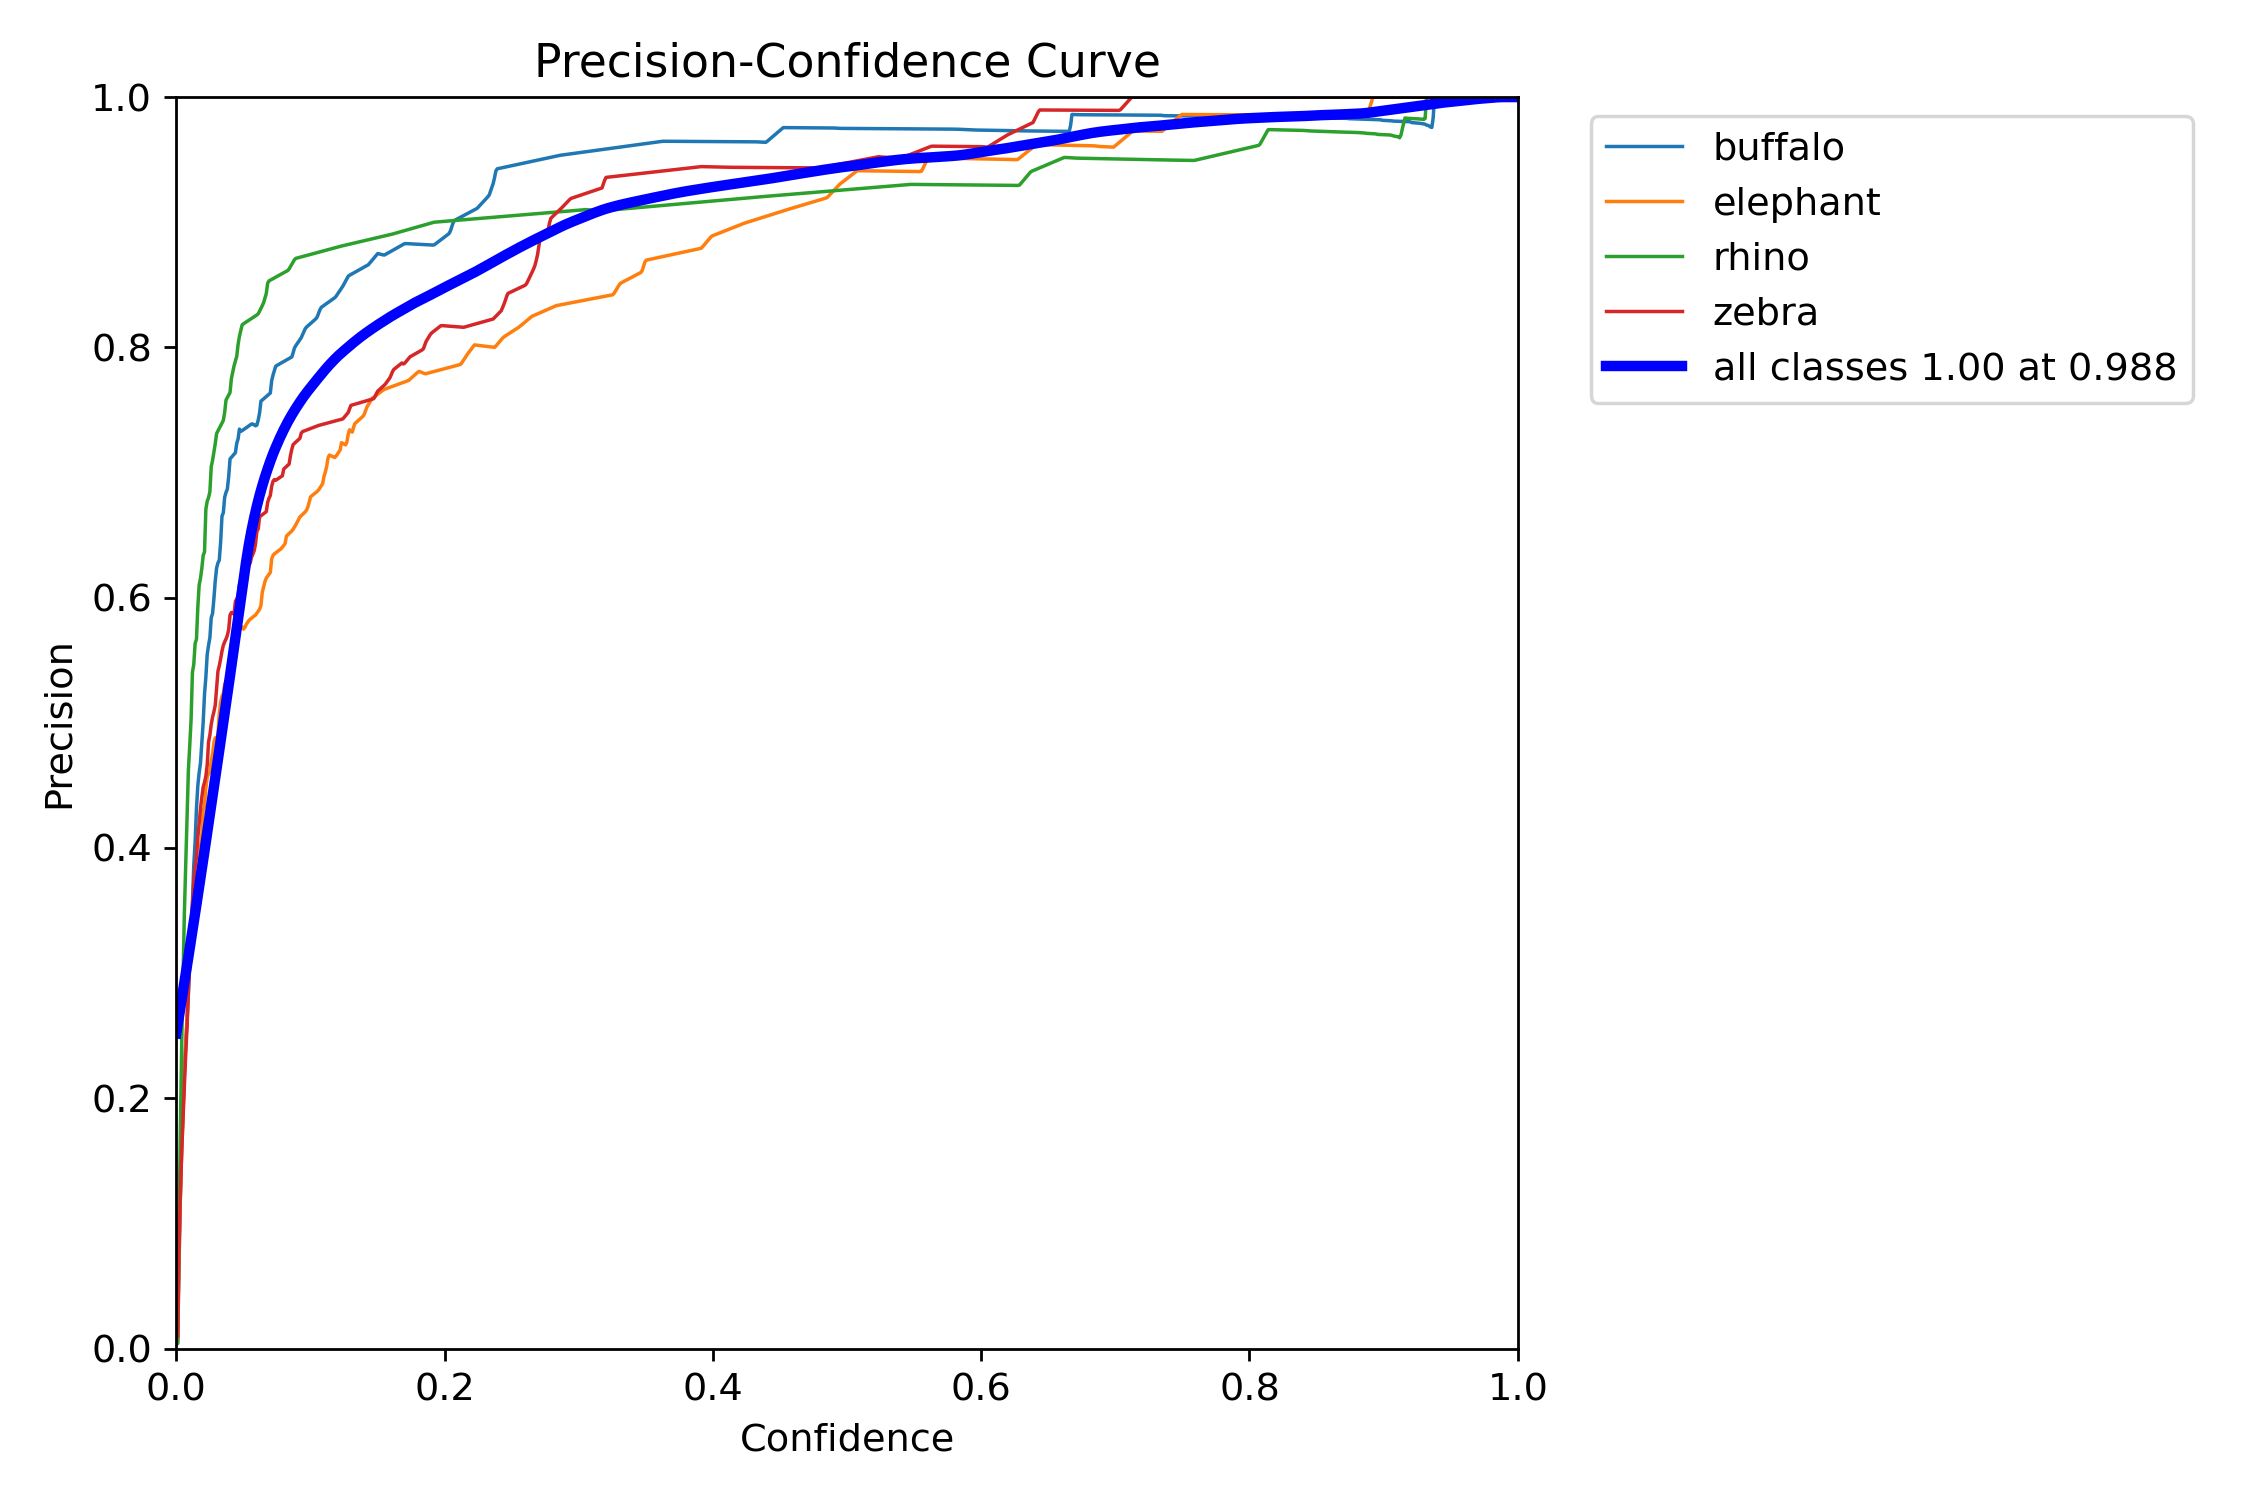 Precision-Confidence Curve
1.0
0.8
0.6
0.4
0.2
0.0
Precision
0.0 0.2 0.4 0.6 0.8 1.0
Confidence
buffalo
elephant
rhino
zebra
all classes 1.00 at 0.988